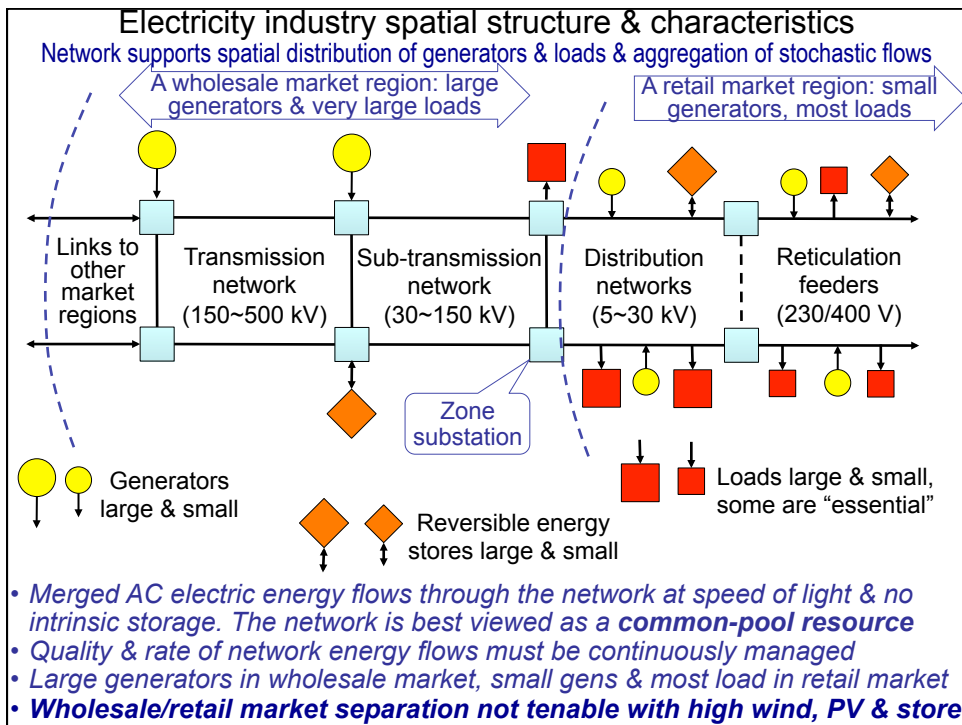 Electricity industry spatial structure & characteristics
Network supports spatial distribution of generators & loads & aggregation of stochastic flows
A wholesale market region: large
generators & very large loads
A retail market region: small
generators, most loads
Links to
other
market
regions
Transmission
network
(150~500 kV)
Sub-transmission
network
(30~150 kV)
Distribution
networks
(5~30 kV)
Reticulation
feeders
(230/400 V)
Zone
substation
Generators
large & small
Reversible energy
stores large & small
Loads large & small,
some are “essential”
• Merged AC electric energy flows through the network at speed of light & no
intrinsic storage. The network is best viewed as a common-pool resource
• Quality & rate of network energy flows must be continuously managed
• Large generators in wholesale market, small gens & most load in retail market
• Wholesale/retail market separation not tenable with high wind, PV & store